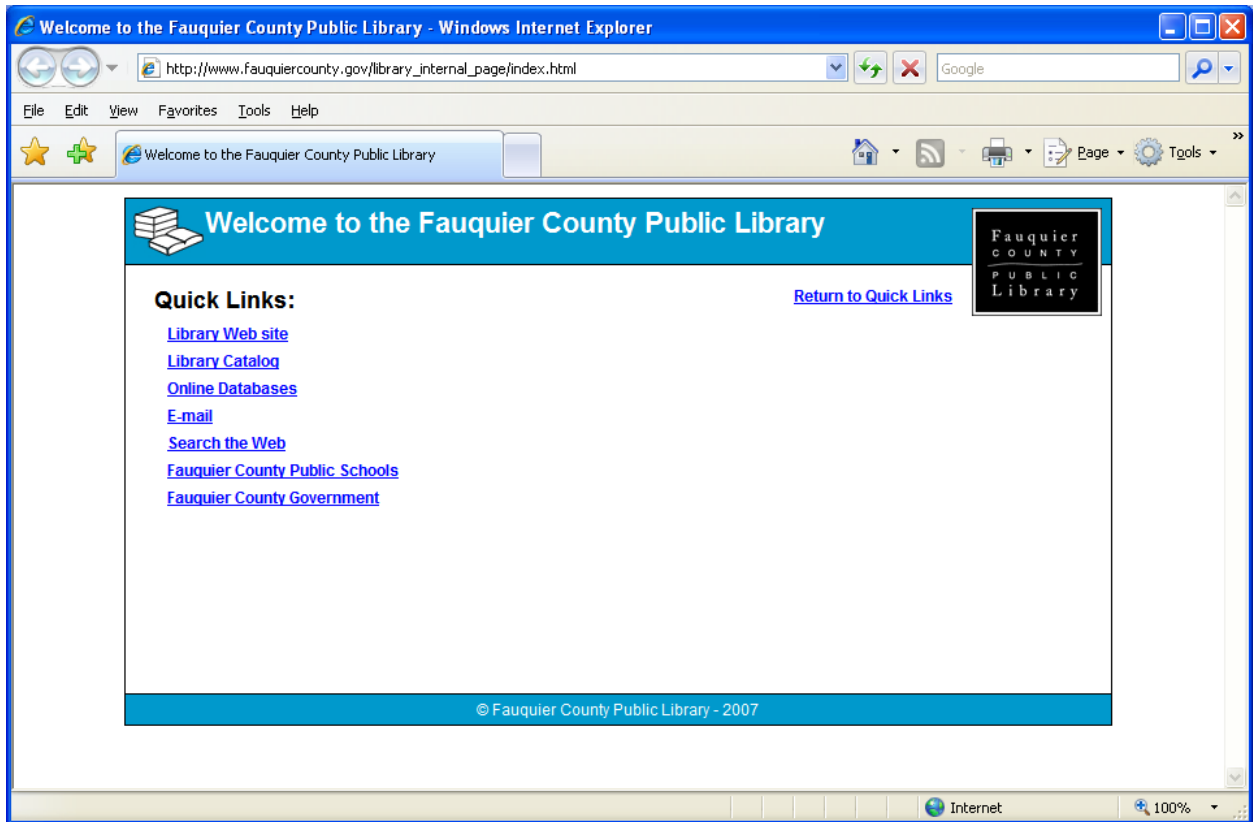 Welcome to the Fauquier County Public Library - Windows Internet Explorer
http://www.fauquiercounty.gov/library_internal_page/index.html
Google
File Edit View Favorites Tools Help
Welcome to the Fauquier County Public Library
Page Tools »
Welcome to the Fauquier County Public Library
Fauquier
COUNTY
PUBLIC
Library
Quick Links:
Return to Quick Links
Library Web site
Library Catalog
Online Databases
E-mail
Search the Web
Fauquier County Public Schools
Fauquier County Government
© Fauquier County Public Library - 2007
Internet 100%